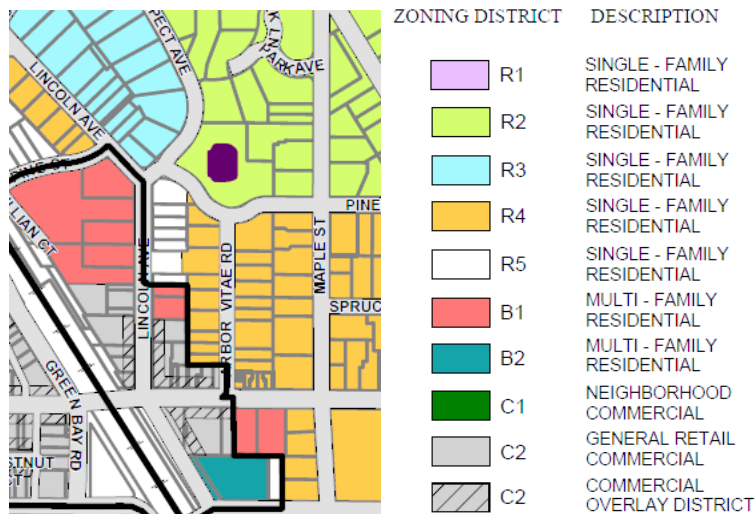 K LN
PARK AVE
PECT AVE
LINCOLN AVE
LLIAN CT
PINE
LINCOLN AVE
RBOR VITAE RD
MAPLE ST
SPRUC
GREEN BAY RD
STNUT
CT
ZONING DISTRICT DESCRIPTION
R1 SINGLE - FAMILY
RESIDENTIAL
R2 SINGLE - FAMILY
RESIDENTIAL
R3 SINGLE - FAMILY
RESIDENTIAL
R4 SINGLE - FAMILY
RESIDENTIAL
R5 SINGLE - FAMILY
RESIDENTIAL
B1 MULTI - FAMILY
RESIDENTIAL
B2 MULTI - FAMILY
RESIDENTIAL
C1 NEIGHBORHOOD
COMMERCIAL
C2 GENERAL RETAIL
COMMERCIAL
C2 COMMERCIAL
OVERLAY DISTRICT